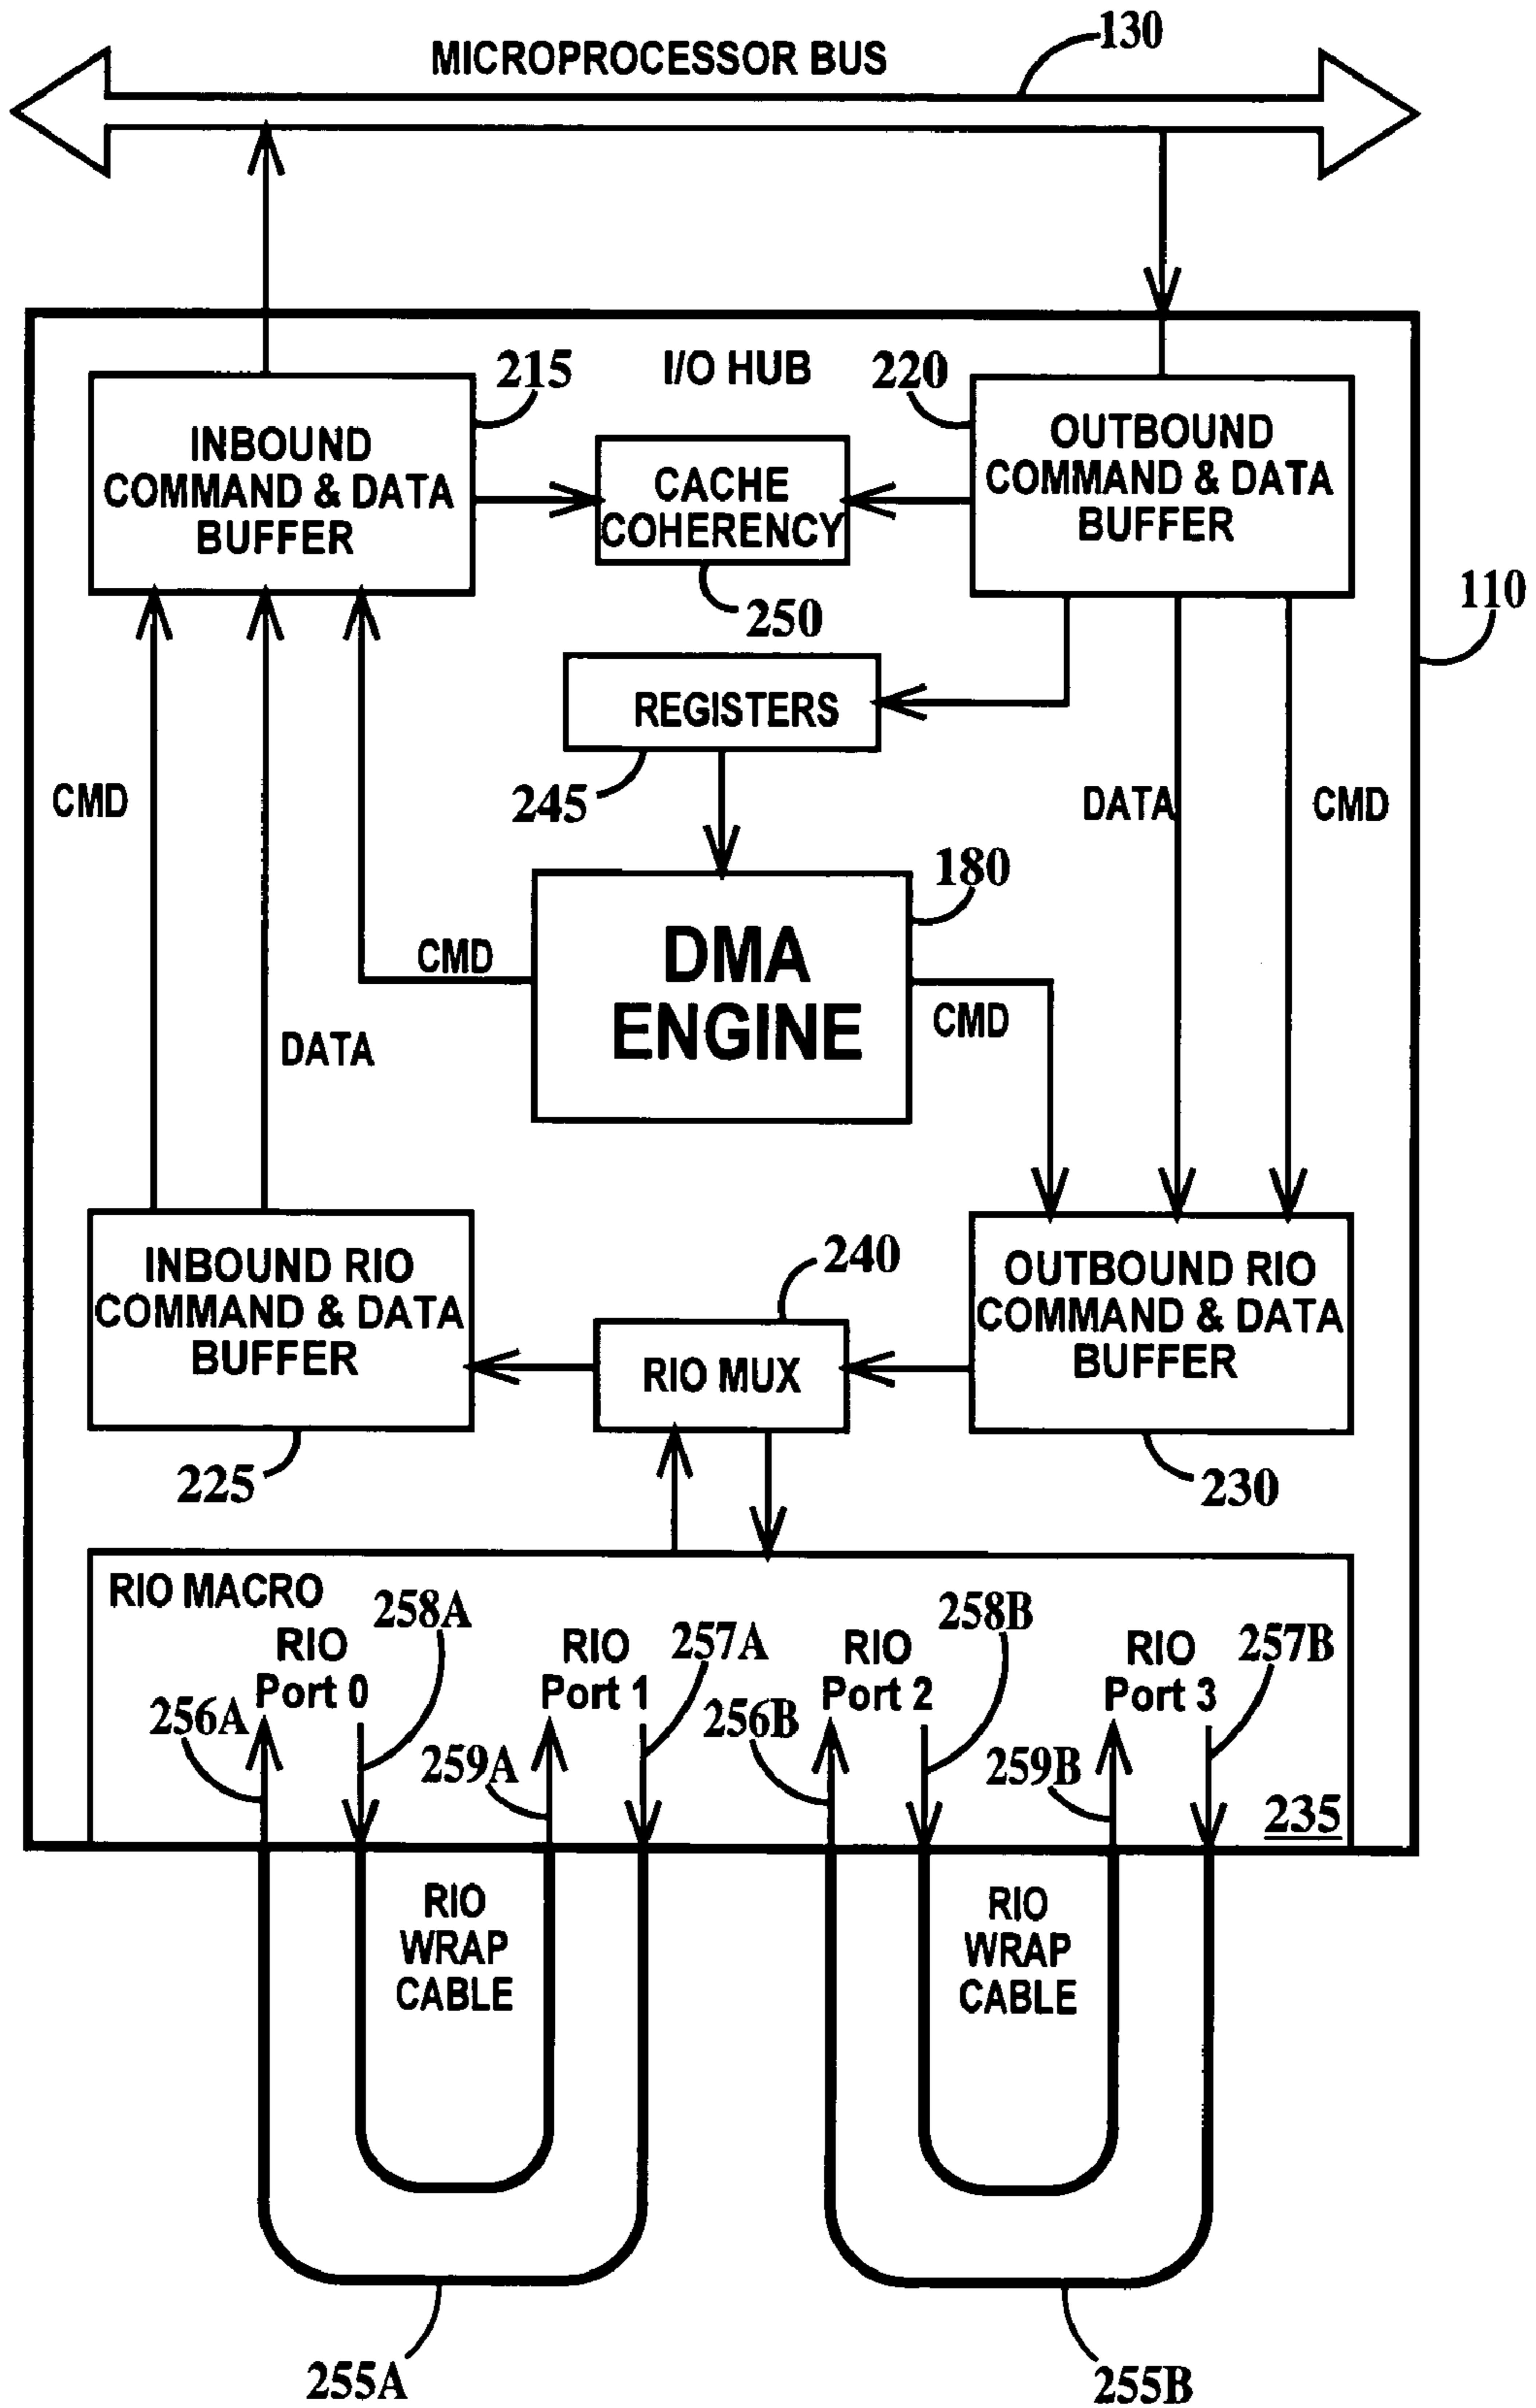 MICROPROCESSOR BUS
130
I/O HUB
215
220
INBOUND
COMMAND & DATA
BUFFER
CACHE
COHERENCY
OUTBOUND
COMMAND & DATA
BUFFER
250
110
REGISTERS
245
CMD
DATA
CMD
180
DMA
ENGINE
CMD
CMD
DATA
INBOUND RIO
COMMAND & DATA
BUFFER
240
RIO MUX
OUTBOUND RIO
COMMAND & DATA
BUFFER
225
230
RIO MACRO
RIO
Port 0
258A
RIO
Port 1
257A
RIO
Port 2
258B
RIO
Port 3
257B
256A
259A
256B
259B
235
RIO
WRAP
CABLE
RIO
WRAP
CABLE
255A
255B